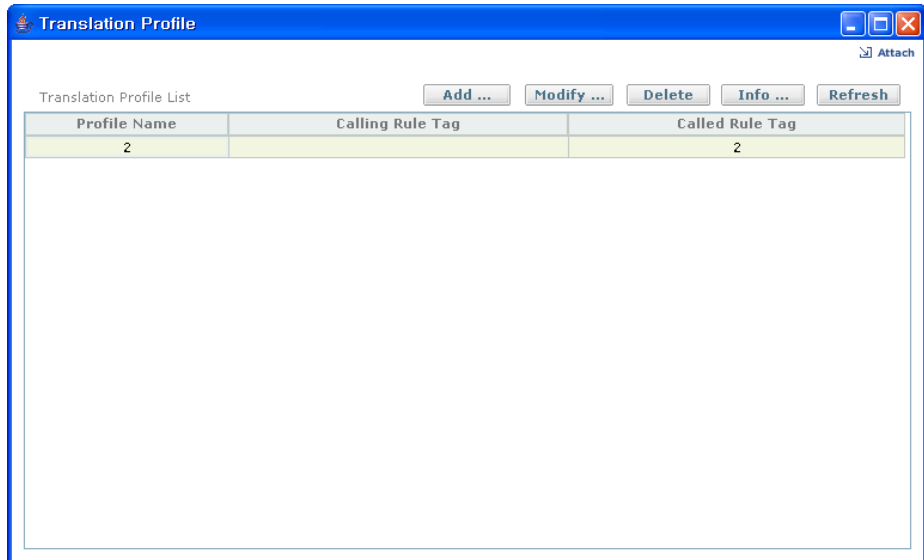 Translation Profile
Attach
Translation Profile List Add ... Modify ... Delete Info ... Refresh
Profile Name Calling Rule Tag Called Rule Tag
2 2